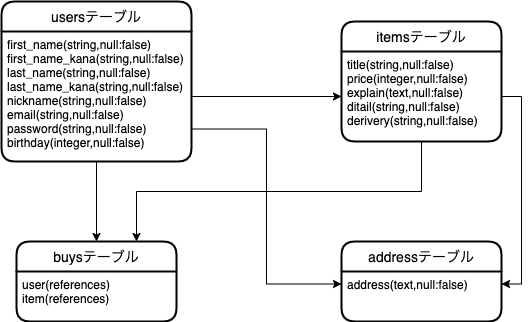 usersテーブル
first_name(string,null:false)
first_name_kana(string,null:false)
last_name(string,null:false)
last_name_kana(string,null:false)
nickname(string,null:false)
email(string,null:false)
password(string,null:false)
birthday(integer,null:false)
itemsテーブル
title(string,null:false)
price(integer,null:false)
explain(text,null:false)
ditail(string,null:false)
derivery(string,null:false)
buysテーブル
user(references)
item(references)
addressテーブル
address(text,null:false)